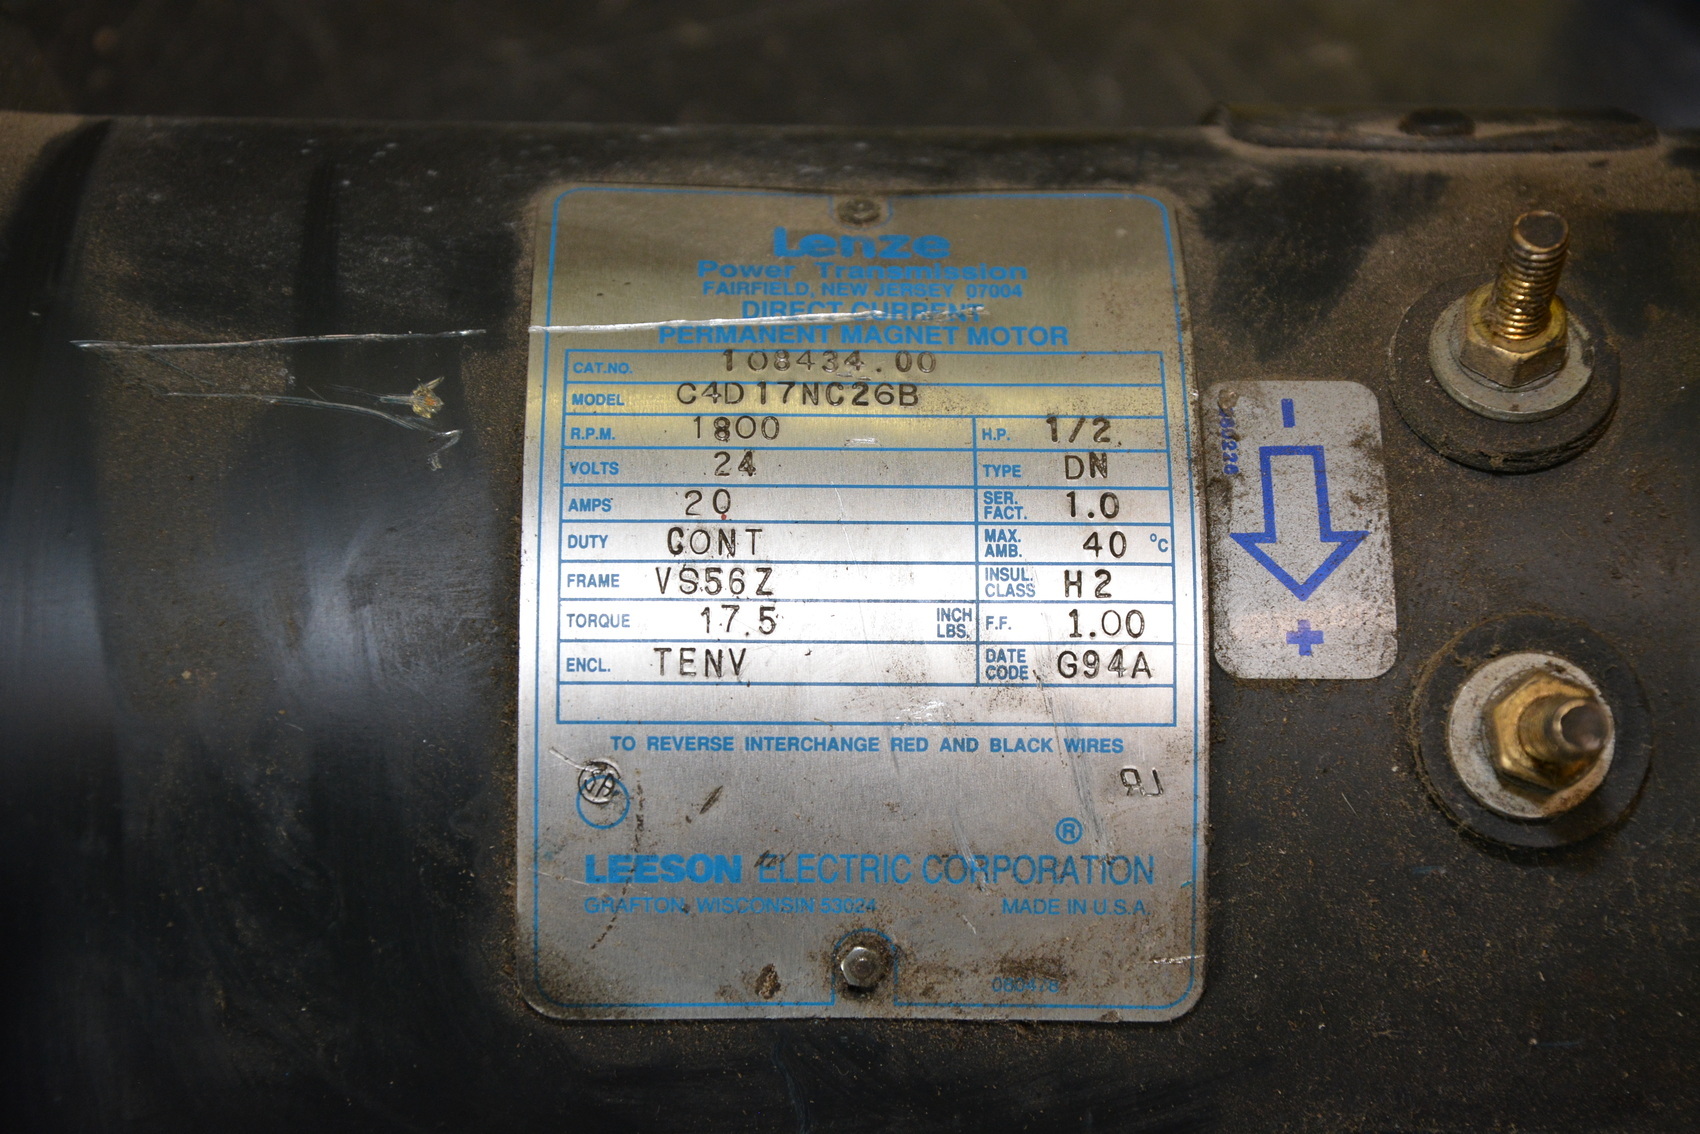 Lenze
Power Transmission
FAIRFIELD, NEW JERSEY 07004
DIRECT CURRENT
PERMANENT MAGNET MOTOR
CAT.NO. 108434.00
MODEL C4D17NC26B
R.P.M. 1800 H.P. 1/2
VOLTS 24 TYPE DN
AMPS 20 SER. FACT. 1.0
DUTY CONT MAX. AMB. 40 °C
FRAME VS56Z INSUL. CLASS H2
TORQUE 17.5 INCH LBS. F.F. 1.00
ENCL. TENV DATE CODE G94A
TO REVERSE INTERCHANGE RED AND BLACK WIRES
®
LEESON ELECTRIC CORPORATION
GRAFTON, WISCONSIN 53024 MADE IN U.S.A.
-
+